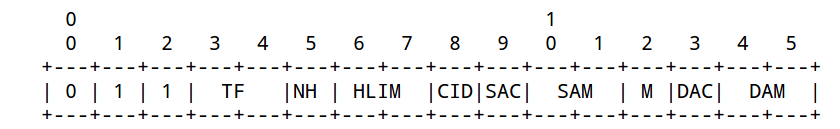 0                                       1
  0   1   2   3   4   5   6   7   8   9   0   1   2   3   4   5
+---+---+---+---+---+---+---+---+---+---+---+---+---+---+---+---+
| 0 | 1 | 1 |  TF   |NH | HLIM  |CID|SAC|  SAM  | M |DAC|  DAM  |
+---+---+---+---+---+---+---+---+---+---+---+---+---+---+---+---+